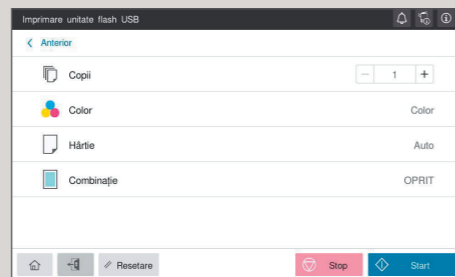 Imprimare unitate flash USB
Anterior
Copii
1
Color
Color
Hârtie
Auto
Combinație
OPRIT
Resetare
Stop
Start